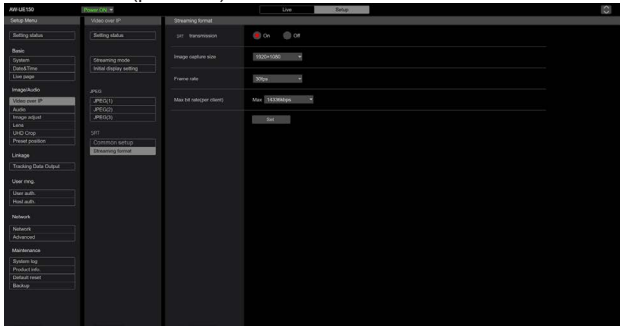 AW-UE150
Power ON
Live
Setup
Setup Menu
Video over IP
Streaming format
Setting status
Basic
System
Date&Time
Live page
Image/Audio
Video over IP
Audio
Image adjust
Lens
UHD Crop
Preset position
Linkage
Tracking Data Output
User mng.
User auth.
Host auth.
Network
Network
Advanced
Maintenance
System log
Product info.
Default reset
Backup
Setting status
Streaming mode
Initial display setting
JPEG
JPEG(1)
JPEG(2)
JPEG(3)
SRT
Common setup
Streaming format
SRT transmission
On
Off
Image capture size
1920×1080
Frame rate
30fps
Max bit rate(per client)
Max
Set